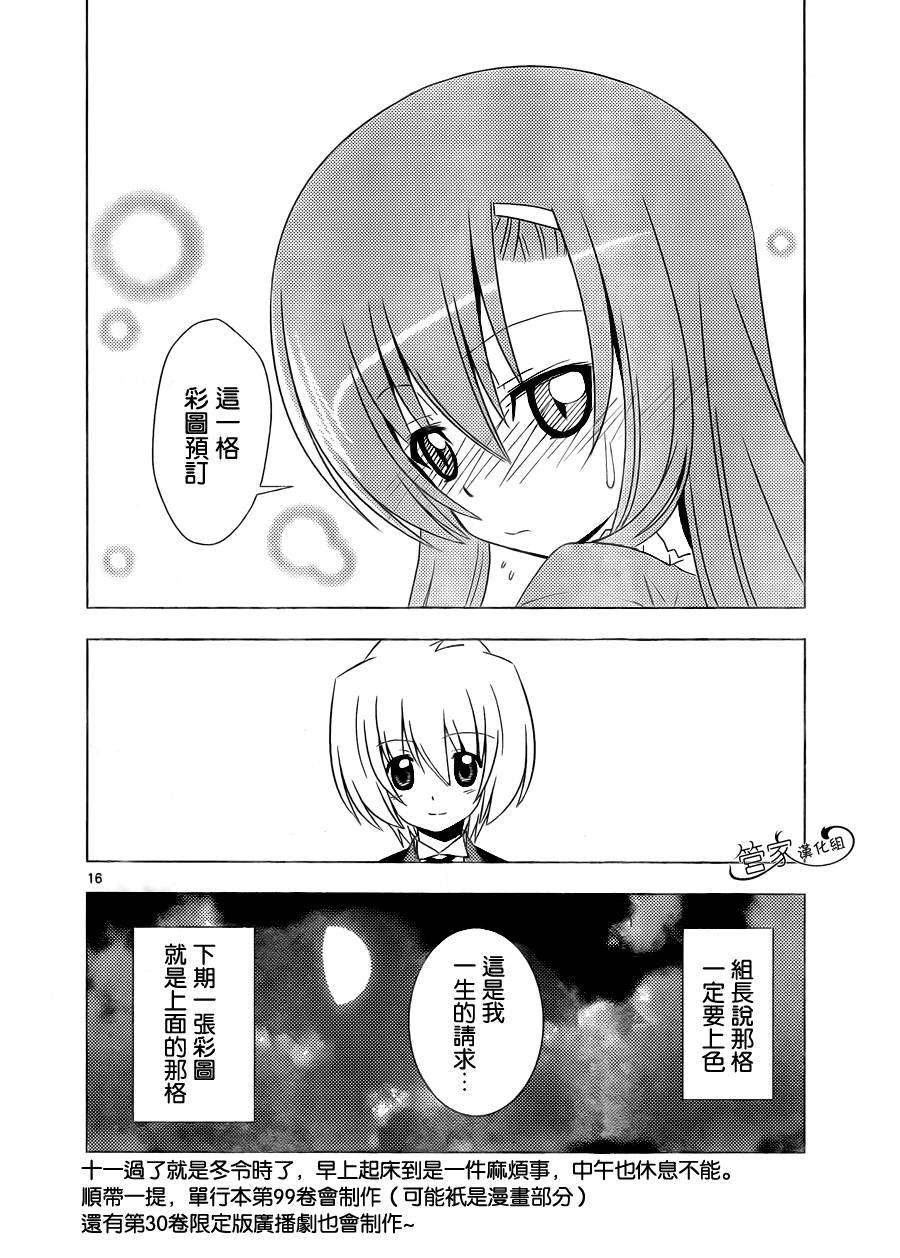 這一格
彩圖預訂
管家
漢化組
16
組長說那格
一定要上色
這是我
一生的請求…
下期一張彩圖
就是上面的那格
十一過了就是冬令時了，早上起床到是一件麻煩事，中午也休息不能。
順帶一提，單行本第99卷會制作（可能衹是漫畫部分）
還有第30卷限定版廣播劇也會制作~